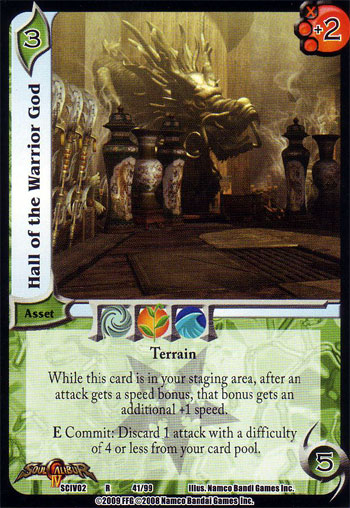 3
+2
Hall of the Warrior God
Asset
Terrain
While this card is in your staging area, after an
attack gets a speed bonus, that bonus gets an
additional +1 speed.
E Commit: Discard 1 attack with a difficulty
of 4 or less from your card pool.
5
SOULCALIBUR
IV
SCIV02 R 41/99 Illus. Namco Bandi Games Inc.
©2009 FFG ©2008 Namco Bandai Games Inc.